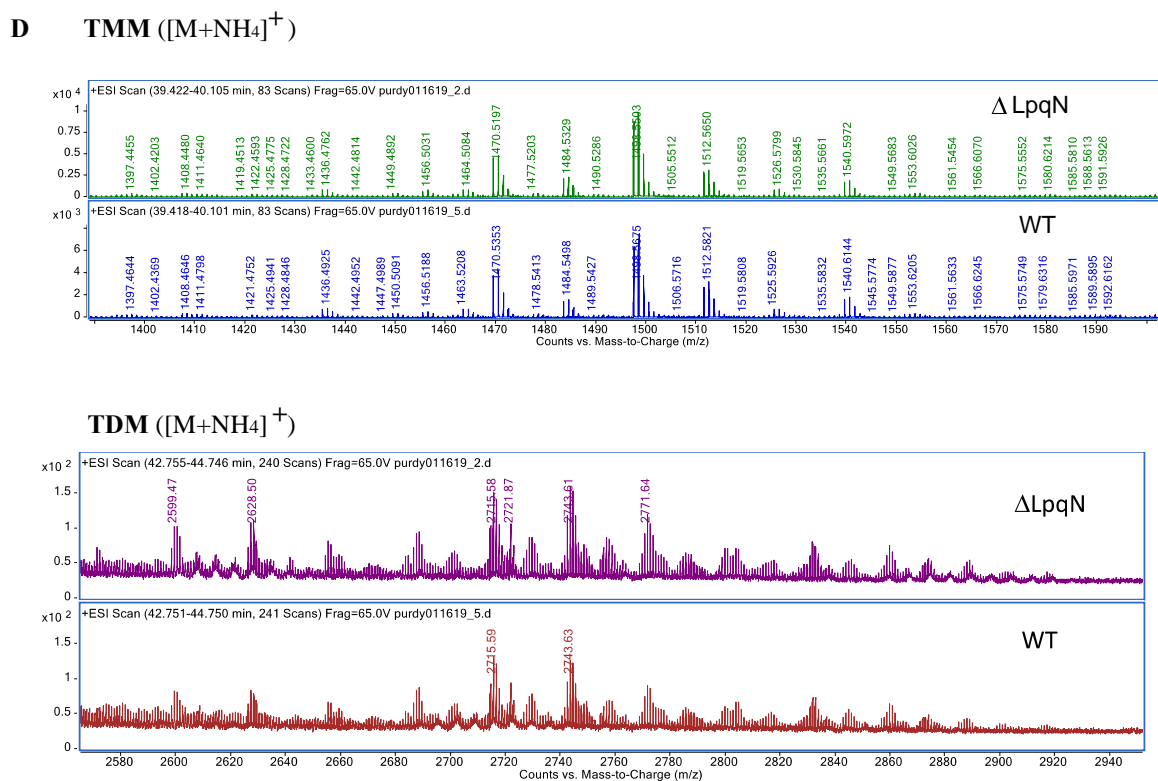 D TMM ([M+NH4]+)
x10 4
+ESI Scan (39.422-40.105 min, 83 Scans) Frag=65.0V purdy011619_2.d
Δ LpqN
1
0.75
0.5
0.25
0
1397.4455 1402.4203 1408.4480 1411.4640 1419.4513 1422.4593 1425.4775 1428.4722 1433.4600 1436.4762 1442.4814 1449.4892 1456.5031 1464.5084 1470.5197 1477.5203 1484.5329 1490.5286 1505.5512 1512.5650 1519.5653 1526.5799 1530.5845 1535.5661 1540.5972 1549.5683 1553.6026 1561.5454 1566.6070 1575.5552 1580.6214 1585.5810 1588.5613 1591.5926
x10 3
+ESI Scan (39.418-40.101 min, 83 Scans) Frag=65.0V purdy011619_5.d
WT
6
4
2
0
1397.4644 1402.4369 1408.4646 1411.4798 1421.4752 1425.4941 1428.4846 1436.4925 1442.4952 1447.4989 1450.5091 1456.5188 1463.5208 1470.5353 1478.5413 1484.5498 1489.5427 1498.5675 1506.5716 1512.5821 1519.5808 1525.5926 1535.5832 1540.6144 1545.5774 1549.5877 1553.6205 1561.5633 1566.6245 1575.5749 1579.6316 1585.5971 1589.5895 1592.6162
1400 1410 1420 1430 1440 1450 1460 1470 1480 1490 1500 1510 1520 1530 1540 1550 1560 1570 1580 1590
Counts vs. Mass-to-Charge (m/z)
TDM ([M+NH4]+)
x10 2
+ESI Scan (42.755-44.746 min, 240 Scans) Frag=65.0V purdy011619_2.d
ΔLpqN
1.5
1
0.5
0
2599.47 2628.50 2715.58 2721.87 2743.61 2771.64
x10 2
+ESI Scan (42.751-44.750 min, 241 Scans) Frag=65.0V purdy011619_5.d
WT
1.5
1
0.5
0
2715.59 2743.63
2580 2600 2620 2640 2660 2680 2700 2720 2740 2760 2780 2800 2820 2840 2860 2880 2900 2920 2940
Counts vs. Mass-to-Charge (m/z)